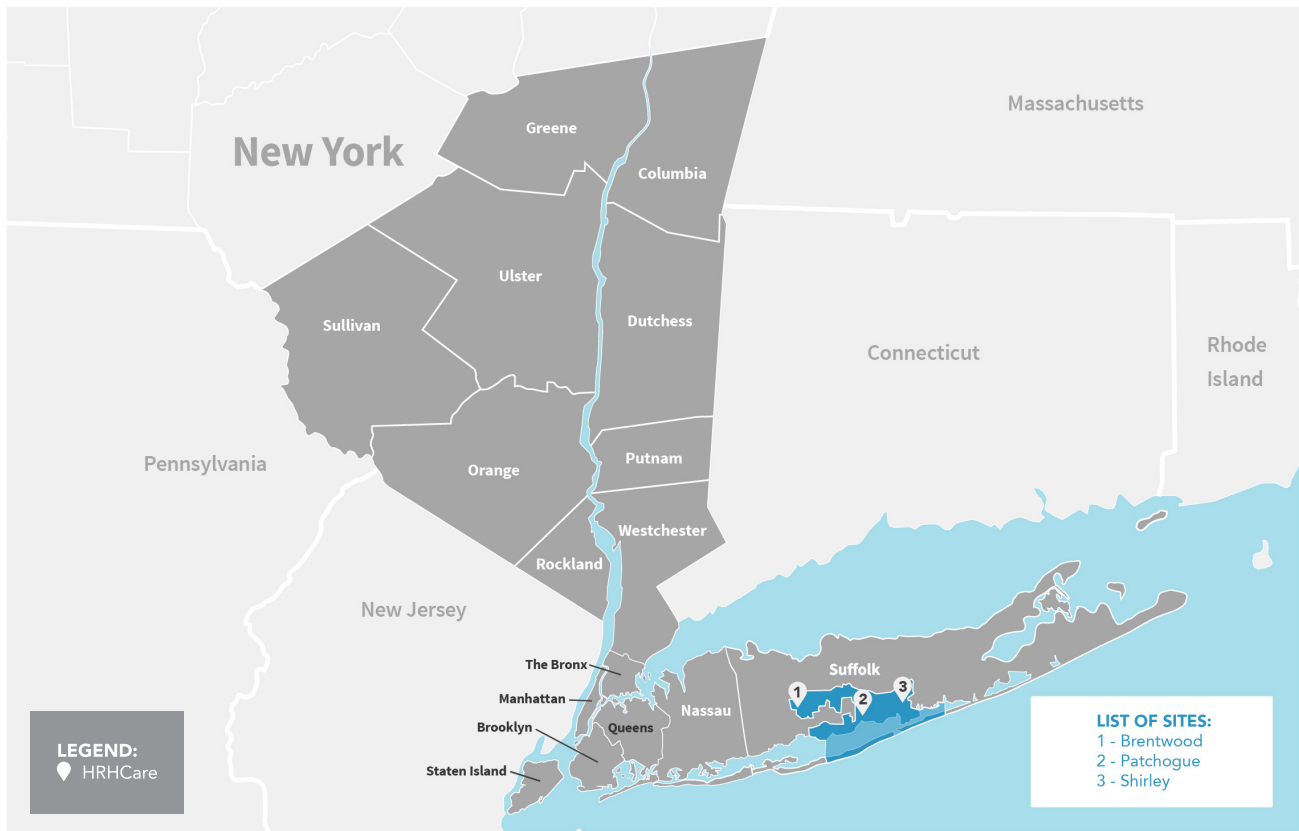 Massachusetts
New York
Greene
Columbia
Ulster
Sullivan
Dutchess
Connecticut
Rhode
Island
Pennsylvania
Orange
Putnam
Westchester
Rockland
New Jersey
The Bronx
Manhattan
Brooklyn
Queens
Staten Island
Nassau
Suffolk
1
2
3
LEGEND:
HRHCare
LIST OF SITES:
1 - Brentwood
2 - Patchogue
3 - Shirley